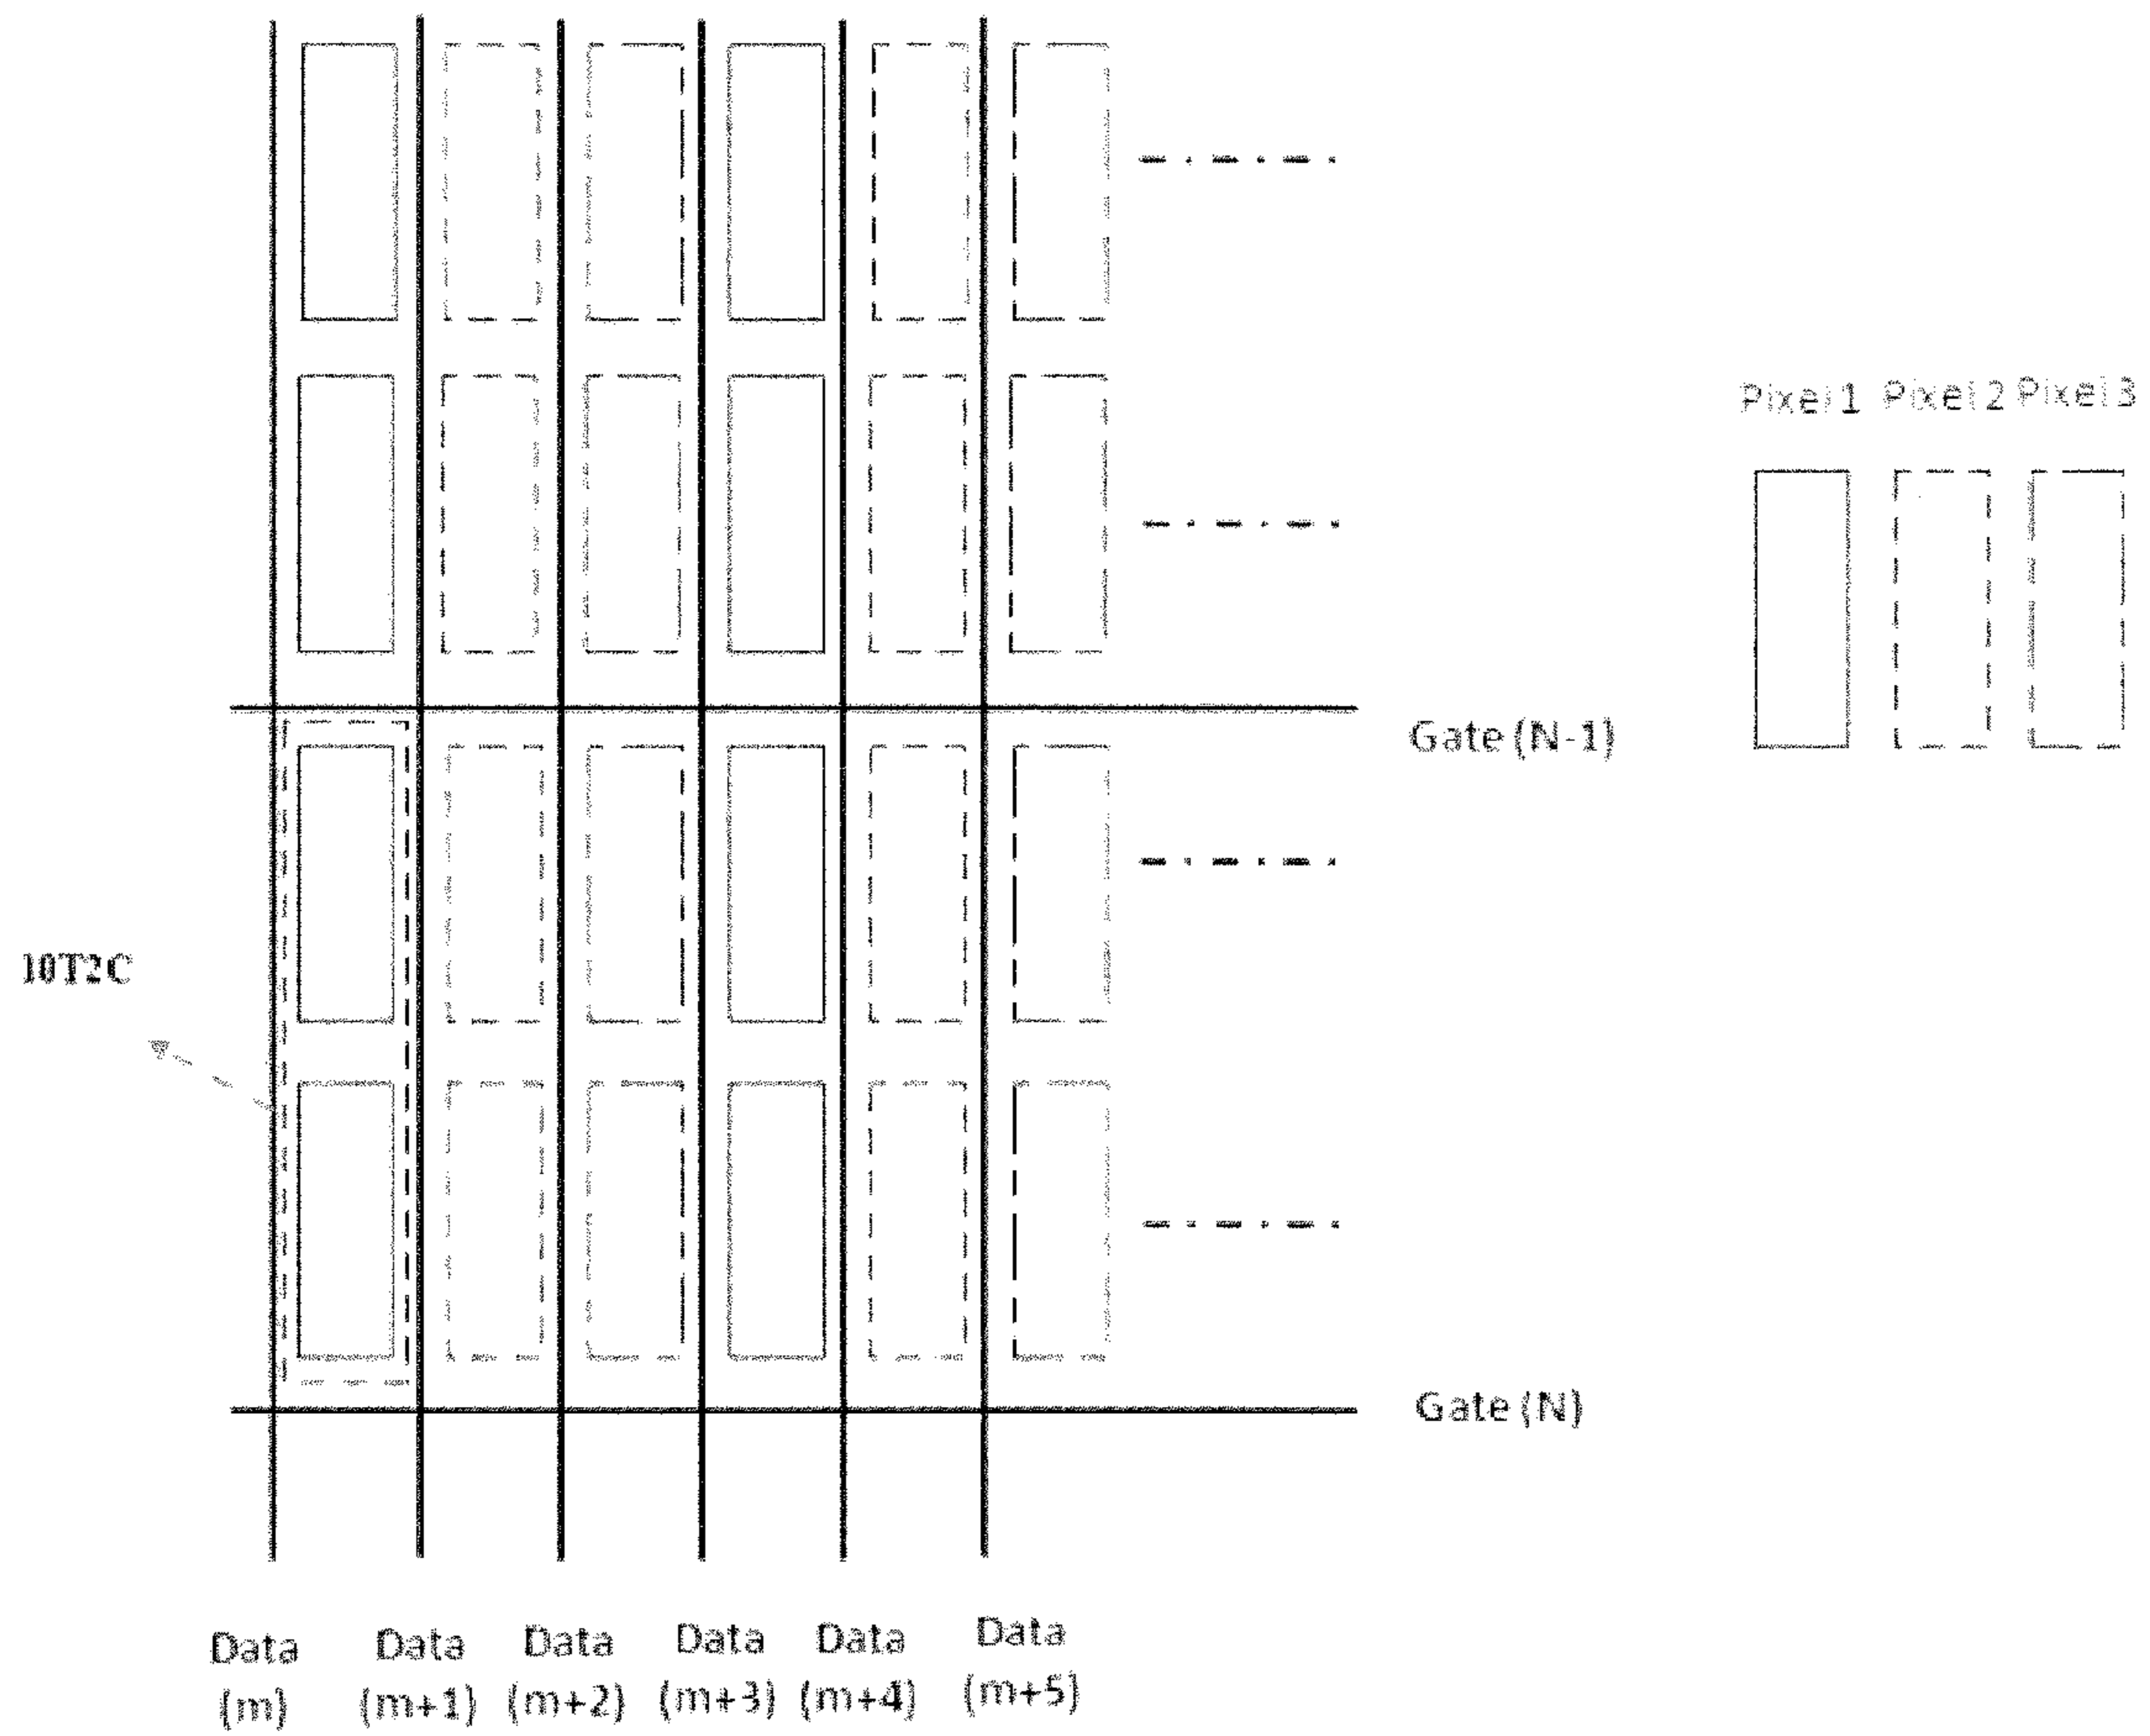 Pixel 1 Pixel 2 Pixel 3
Gate (N-1)
10T2C
Gate (N)
Data (m)
Data (m+1)
Data (m+2)
Data (m+3)
Data (m+4)
Data (m+5)